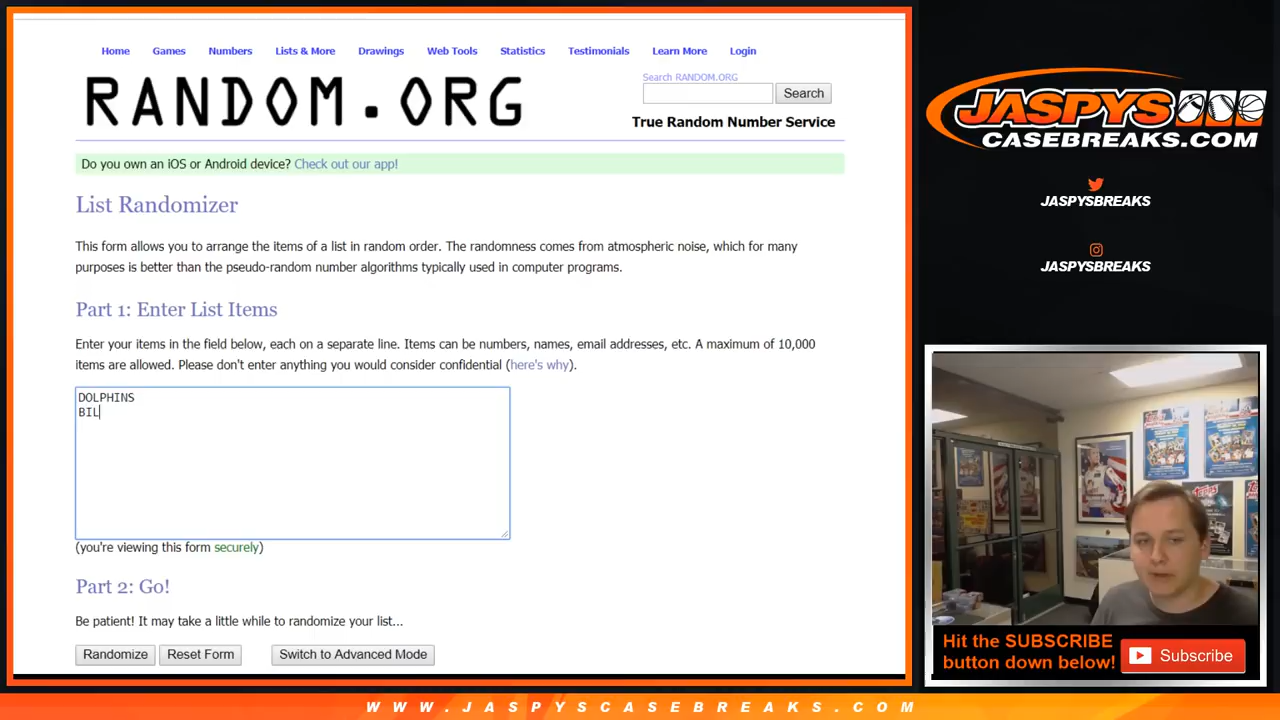 Home Games Numbers Lists & More Drawings Web Tools Statistics Testimonials Learn More Login
RANDOM.ORG
Search RANDOM.ORG
Search
True Random Number Service
Do you own an iOS or Android device? Check out our app!
List Randomizer
This form allows you to arrange the items of a list in random order. The randomness comes from atmospheric noise, which for many
purposes is better than the pseudo-random number algorithms typically used in computer programs.
Part 1: Enter List Items
Enter your items in the field below, each on a separate line. Items can be numbers, names, email addresses, etc. A maximum of 10,000
items are allowed. Please don't enter anything you would consider confidential (here's why).
DOLPHINS
BIL
(you're viewing this form securely)
Part 2: Go!
Be patient! It may take a little while to randomize your list...
Randomize Reset Form Switch to Advanced Mode
JASPYS
CASEBREAKS.COM
JASPYSBREAKS
JASPYSBREAKS
Topps
Hit the SUBSCRIBE
button down below!
Subscribe
WWW.JASPYSCASEBREAKS.COM